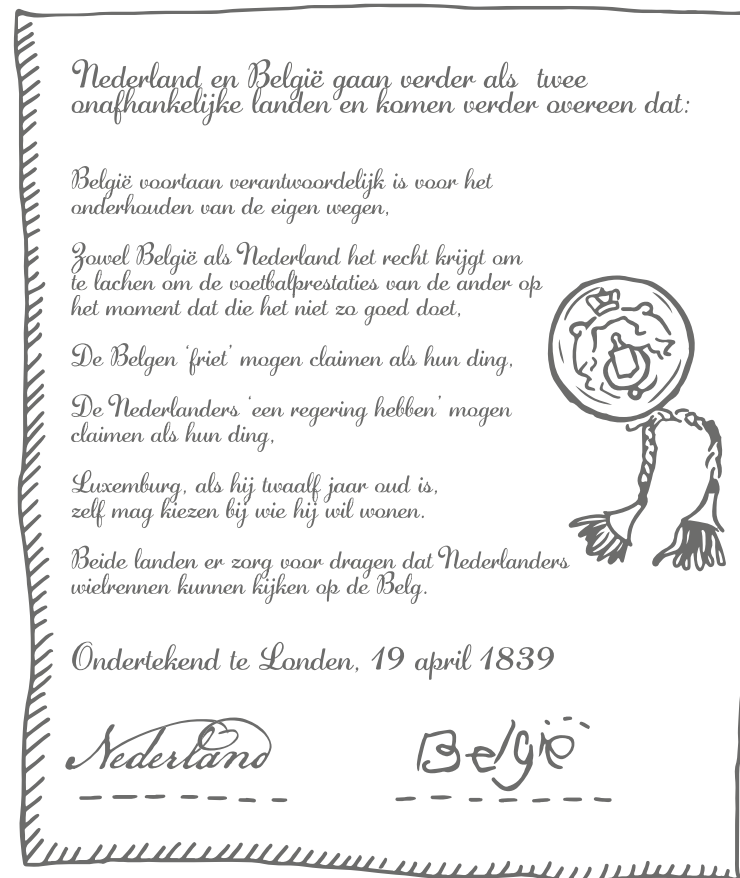 Nederland en België gaan verder als twee
onafhankelijke landen en komen verder overeen dat:
België voortaan verantwoordelijk is voor het
onderhouden van de eigen wegen,
Zowel België als Nederland het recht krijgt om
te lachen om de voetbalprestaties van de ander op
het moment dat die het niet zo goed doet,
De Belgen 'friet' mogen claimen als hun ding,
De Nederlanders 'een regering hebben' mogen
claimen als hun ding,
Luxemburg, als hij twaalf jaar oud is,
zelf mag kiezen bij wie hij wil wonen.
Beide landen er zorg voor dragen dat Nederlanders
wielrennen kunnen kijken op de Belg.
Ondertekend te Londen, 19 april 1839
Nederland België